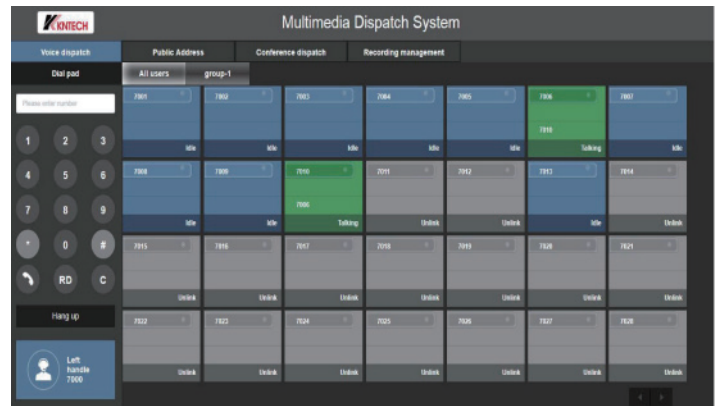 KNTECH
Multimedia Dispatch System
Voice dispatch Public Address Conference dispatch Recording management
Dial pad All users group-1
Please enter number
7001 7002 7003 7004 7005 7006 7007
7010
Idle Idle Idle Idle Idle Talking Idle
7008 7009 7010 7011 7012 7013 7014
7006
Idle Idle Talking Unlink Unlink Idle Unlink
7015 7016 7017 7018 7019 7020 7021
Unlink Unlink Unlink Unlink Unlink Unlink Unlink
7022 7023 7024 7025 7026 7027 7028
Unlink Unlink Unlink Unlink Unlink Unlink Unlink
1 2 3
4 5 6
7 8 9
* 0 #
RD C
Hang up
Left
handle
7000